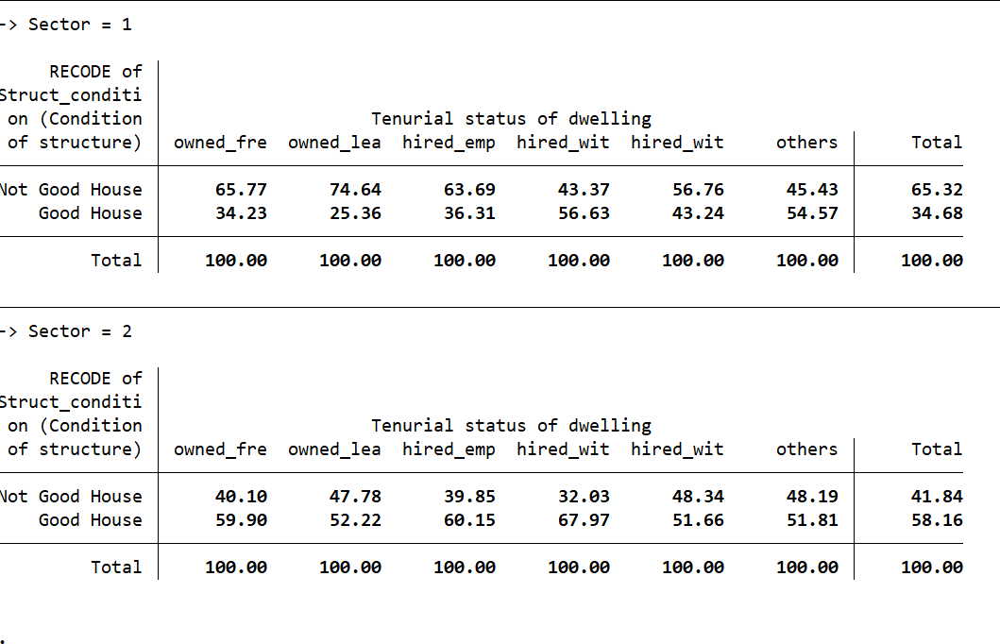 -> Sector = 1
RECODE of
Struct_conditi
on (Condition
Tenurial status of dwelling
of structure) owned_fre owned_lea hired_emp hired_wit hired_wit others Total
Not Good House 65.77 74.64 63.69 43.37 56.76 45.43 65.32
Good House 34.23 25.36 36.31 56.63 43.24 54.57 34.68
Total 100.00 100.00 100.00 100.00 100.00 100.00 100.00
-> Sector = 2
RECODE of
Struct_conditi
on (Condition
Tenurial status of dwelling
of structure) owned_fre owned_lea hired_emp hired_wit hired_wit others Total
Not Good House 40.10 47.78 39.85 32.03 48.34 48.19 41.84
Good House 59.90 52.22 60.15 67.97 51.66 51.81 58.16
Total 100.00 100.00 100.00 100.00 100.00 100.00 100.00
.